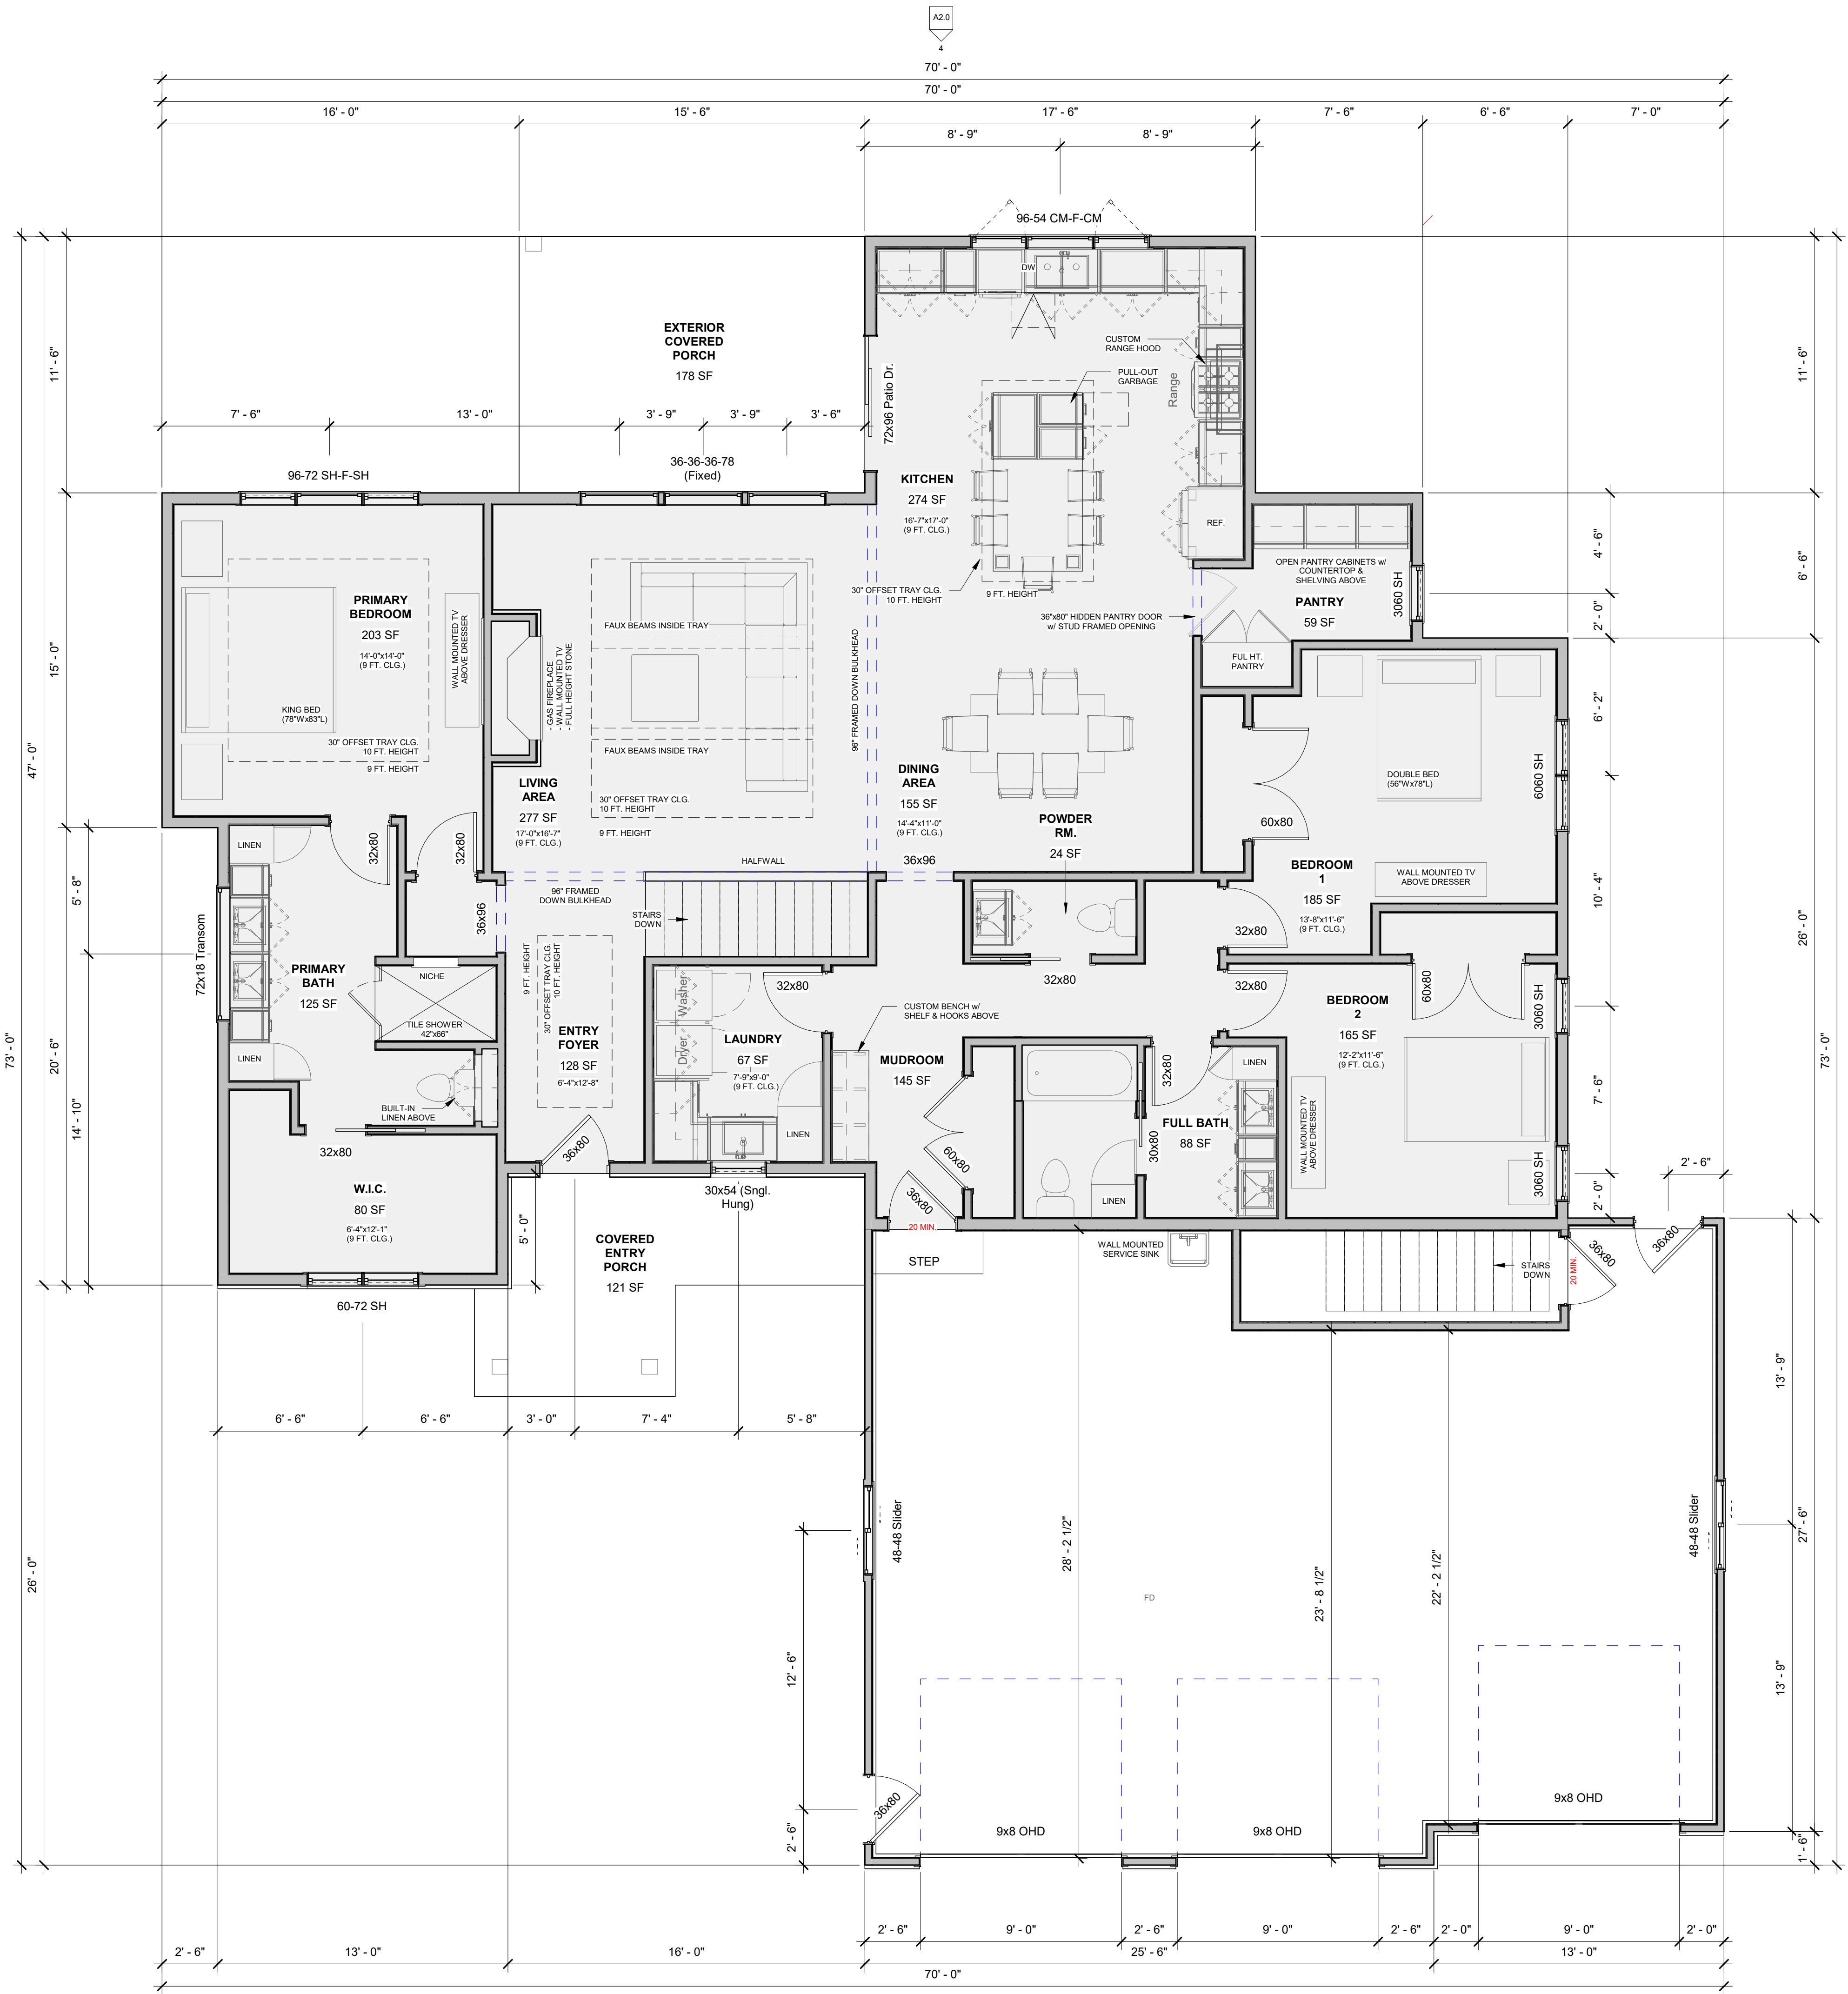 A2.0
4
70' - 0"
70' - 0"
16' - 0"
15' - 6"
17' - 6"
7' - 6"
6' - 6"
7' - 0"
8' - 9"
8' - 9"
96-54 CM-F-CM
DW
EXTERIOR
COVERED
PORCH
178 SF
CUSTOM
RANGE HOOD
PULL-OUT
GARBAGE
Range
72x96 Patio Dr.
11' - 6"
11' - 6"
7' - 6"
13' - 0"
3' - 9"
3' - 9"
3' - 6"
96-72 SH-F-SH
36-36-36-78
(Fixed)
KITCHEN
274 SF
16'-7"x17'-0"
(9 FT. CLG.)
REF.
30" OFFSET TRAY CLG.
10 FT. HEIGHT
9 FT. HEIGHT
OPEN PANTRY CABINETS w/
COUNTERTOP &
SHELVING ABOVE
PANTRY
59 SF
3060 SH
36"x80" HIDDEN PANTRY DOOR
w/ STUD FRAMED OPENING
FUL HT.
PANTRY
4' - 6"
2' - 0"
6' - 6"
PRIMARY
BEDROOM
203 SF
14'-0"x14'-0"
(9 FT. CLG.)
WALL MOUNTED TV
ABOVE DRESSER
KING BED
(78"Wx83"L)
30" OFFSET TRAY CLG.
10 FT. HEIGHT
9 FT. HEIGHT
15' - 0"
47' - 0"
73' - 0"
- GAS FIREPLACE
- WALL MOUNTED TV
- FULL HEIGHT STONE
FAUX BEAMS INSIDE TRAY
FAUX BEAMS INSIDE TRAY
96" FRAMED DOWN BULKHEAD
LIVING
AREA
277 SF
17'-0"x16'-7"
(9 FT. CLG.)
30" OFFSET TRAY CLG.
10 FT. HEIGHT
9 FT. HEIGHT
DINING
AREA
155 SF
14'-4"x11'-0"
(9 FT. CLG.)
POWDER
RM.
24 SF
HALFWALL
36x96
DOUBLE BED
(56"Wx78"L)
6060 SH
60x80
BEDROOM
1
185 SF
13'-8"x11'-6"
(9 FT. CLG.)
WALL MOUNTED TV
ABOVE DRESSER
6' - 2"
10' - 4"
26' - 0"
73' - 0"
LINEN
32x80
32x80
36x96
96" FRAMED
DOWN BULKHEAD
STAIRS
DOWN
32x80
5' - 8"
72x18 Transom
PRIMARY
BATH
125 SF
NICHE
TILE SHOWER
42"x66"
LINEN
BUILT-IN
LINEN ABOVE
9 FT. HEIGHT
30" OFFSET TRAY CLG.
10 FT. HEIGHT
ENTRY
FOYER
128 SF
6'-4"x12'-8"
Washer
Dryer
32x80
LAUNDRY
67 SF
7'-9"x9'-0"
(9 FT. CLG.)
LINEN
CUSTOM BENCH w/
SHELF & HOOKS ABOVE
MUDROOM
145 SF
32x80
32x80
60x80
3060 SH
BEDROOM
2
165 SF
12'-2"x11'-6"
(9 FT. CLG.)
LINEN
32x80
FULL BATH
88 SF
30x80
LINEN
WALL MOUNTED TV
ABOVE DRESSER
3060 SH
7' - 6"
2' - 0"
2' - 6"
20' - 6"
14' - 10"
32x80
36x80
60x80
36x80
20 MIN
W.I.C.
80 SF
6'-4"x12'-1"
(9 FT. CLG.)
30x54 (Sngl.
Hung)
5' - 0"
COVERED
ENTRY
PORCH
121 SF
STEP
WALL MOUNTED
SERVICE SINK
STAIRS
DOWN
20 MIN
36x80
36x80
60-72 SH
6' - 6"
6' - 6"
3' - 0"
7' - 4"
5' - 8"
13' - 9"
27' - 6"
48-48 Slider
48-48 Slider
28' - 2 1/2"
23' - 8 1/2"
22' - 2 1/2"
FD
26' - 0"
12' - 6"
2' - 6"
13' - 9"
1' - 6"
36x80
9x8 OHD
9x8 OHD
9x8 OHD
2' - 6"
9' - 0"
2' - 6"
9' - 0"
2' - 6"
2' - 0"
9' - 0"
2' - 0"
2' - 6"
13' - 0"
16' - 0"
25' - 6"
13' - 0"
70' - 0"